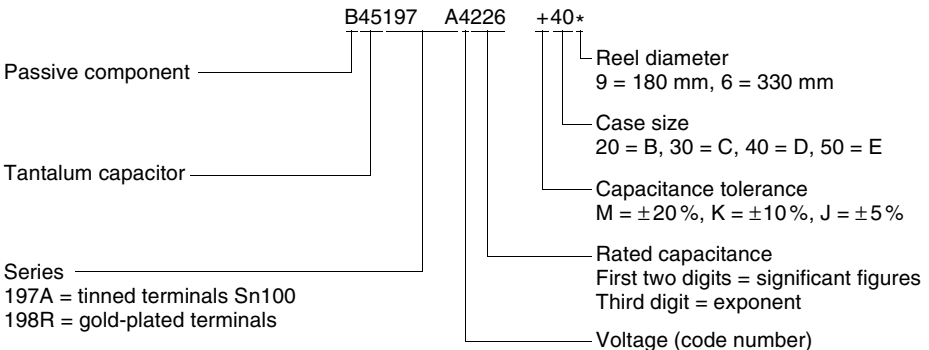 B45197 A4226 +40*
Passive component
Tantalum capacitor
Series
197A = tinned terminals Sn100
198R = gold-plated terminals
Reel diameter
9 = 180 mm, 6 = 330 mm
Case size
20 = B, 30 = C, 40 = D, 50 = E
Capacitance tolerance
M = ±20%, K = ±10%, J = ±5%
Rated capacitance
First two digits = significant figures
Third digit = exponent
Voltage (code number)